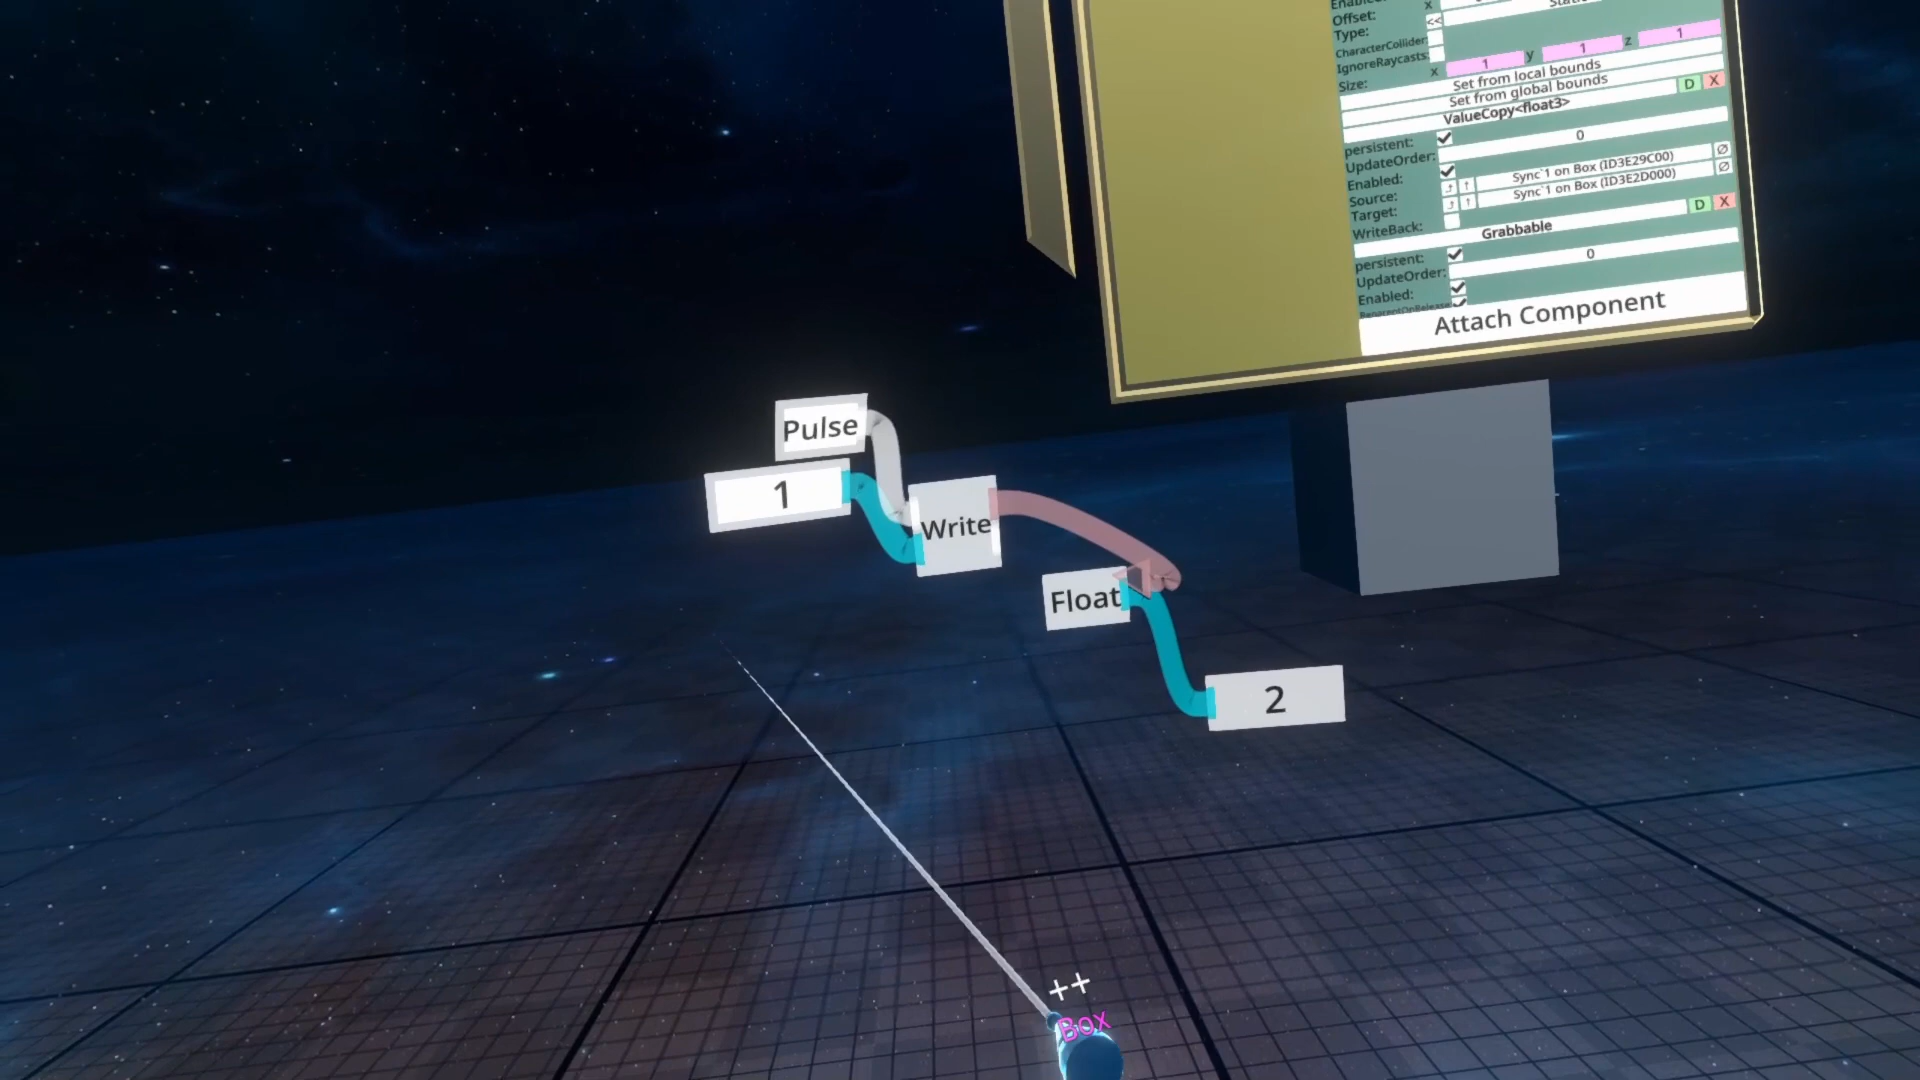 Offset:
<<
Type:
CharacterCollider:
IgnoreRaycasts:
Size: x 1 y 1 z 1
Set from local bounds
Set from global bounds
ValueCopy<float3> D X
persistent:
UpdateOrder: 0
Enabled:
Source: Sync`1 on Box (ID3E29C00) ∅
Target: Sync`1 on Box (ID3E2D000) ∅
WriteBack:
Grabbable D X
persistent:
UpdateOrder: 0
Enabled:
Attach Component
Pulse
1
Write
Float
2
++
Box